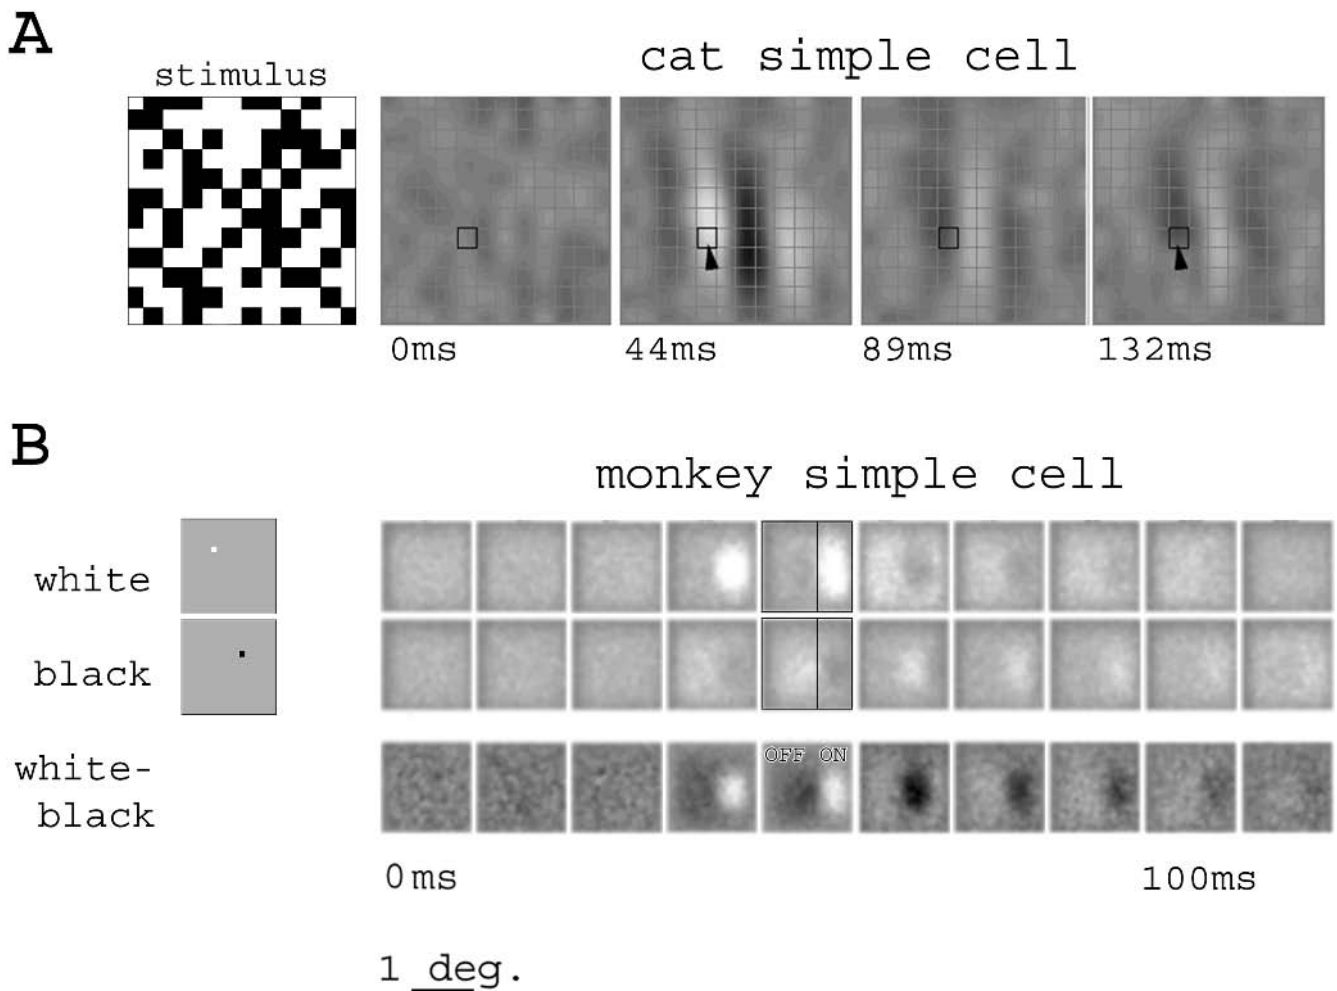 A
stimulus
cat simple cell
0ms
44ms
89ms
132ms
B
monkey simple cell
white
black
white-
black
OFF ON
0ms
100ms
1 deg.